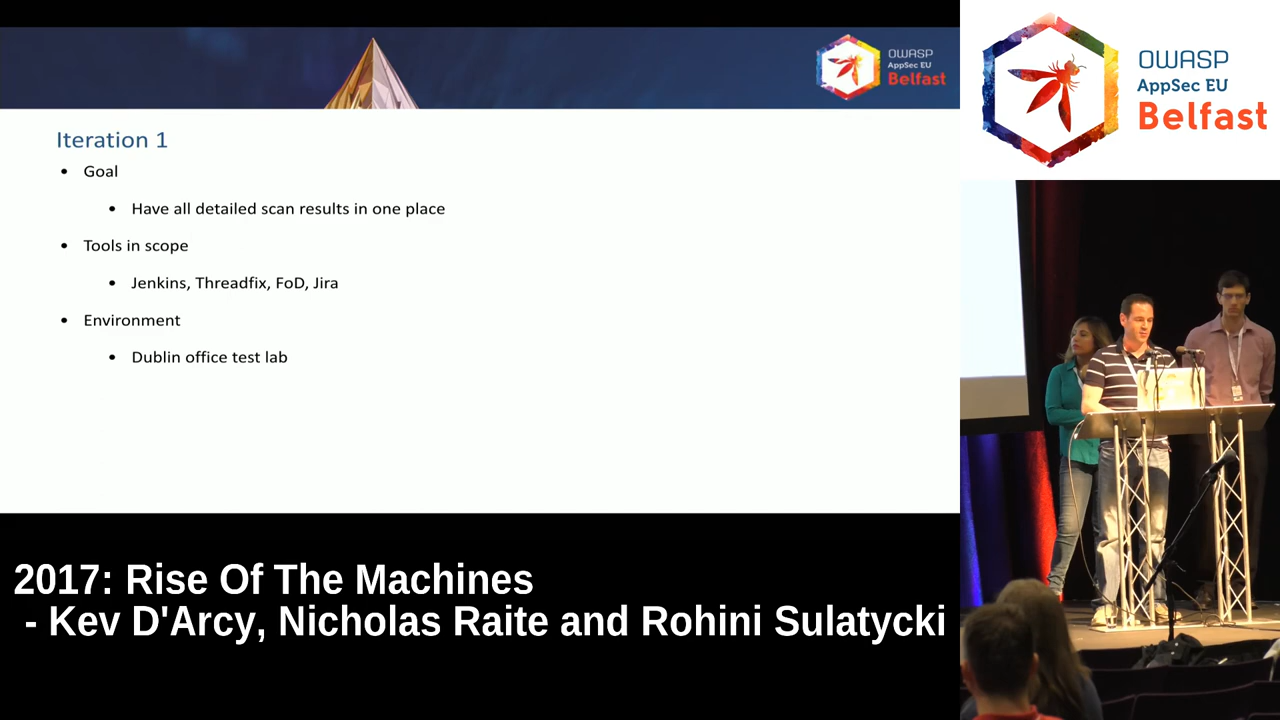 OWASP
AppSec EU
Belfast
Iteration 1
• Goal
• Have all detailed scan results in one place
• Tools in scope
• Jenkins, Threadfix, FoD, Jira
• Environment
• Dublin office test lab
OWASP
AppSec EU
Belfast
2017: Rise Of The Machines
- Kev D'Arcy, Nicholas Raite and Rohini Sulatycki